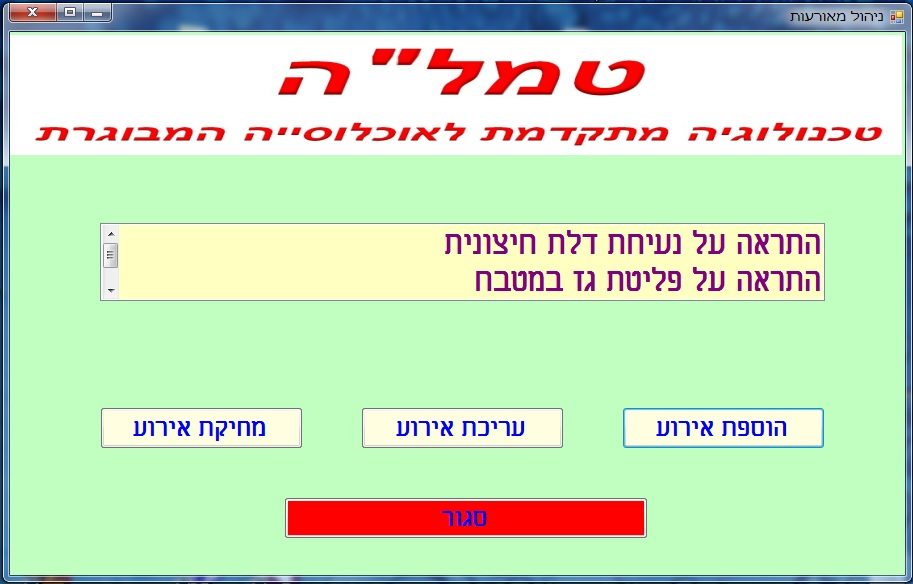 ניהול מאורעות
טמל"ה
טכנולוגיה מתקדמת לאוכלוסייה המבוגרת
התראה על נעיחת דלת חיצונית
התראה על פליטת גז במטבח
הוספת אירוע
עריכת אירוע
מחיקת אירוע
סגור